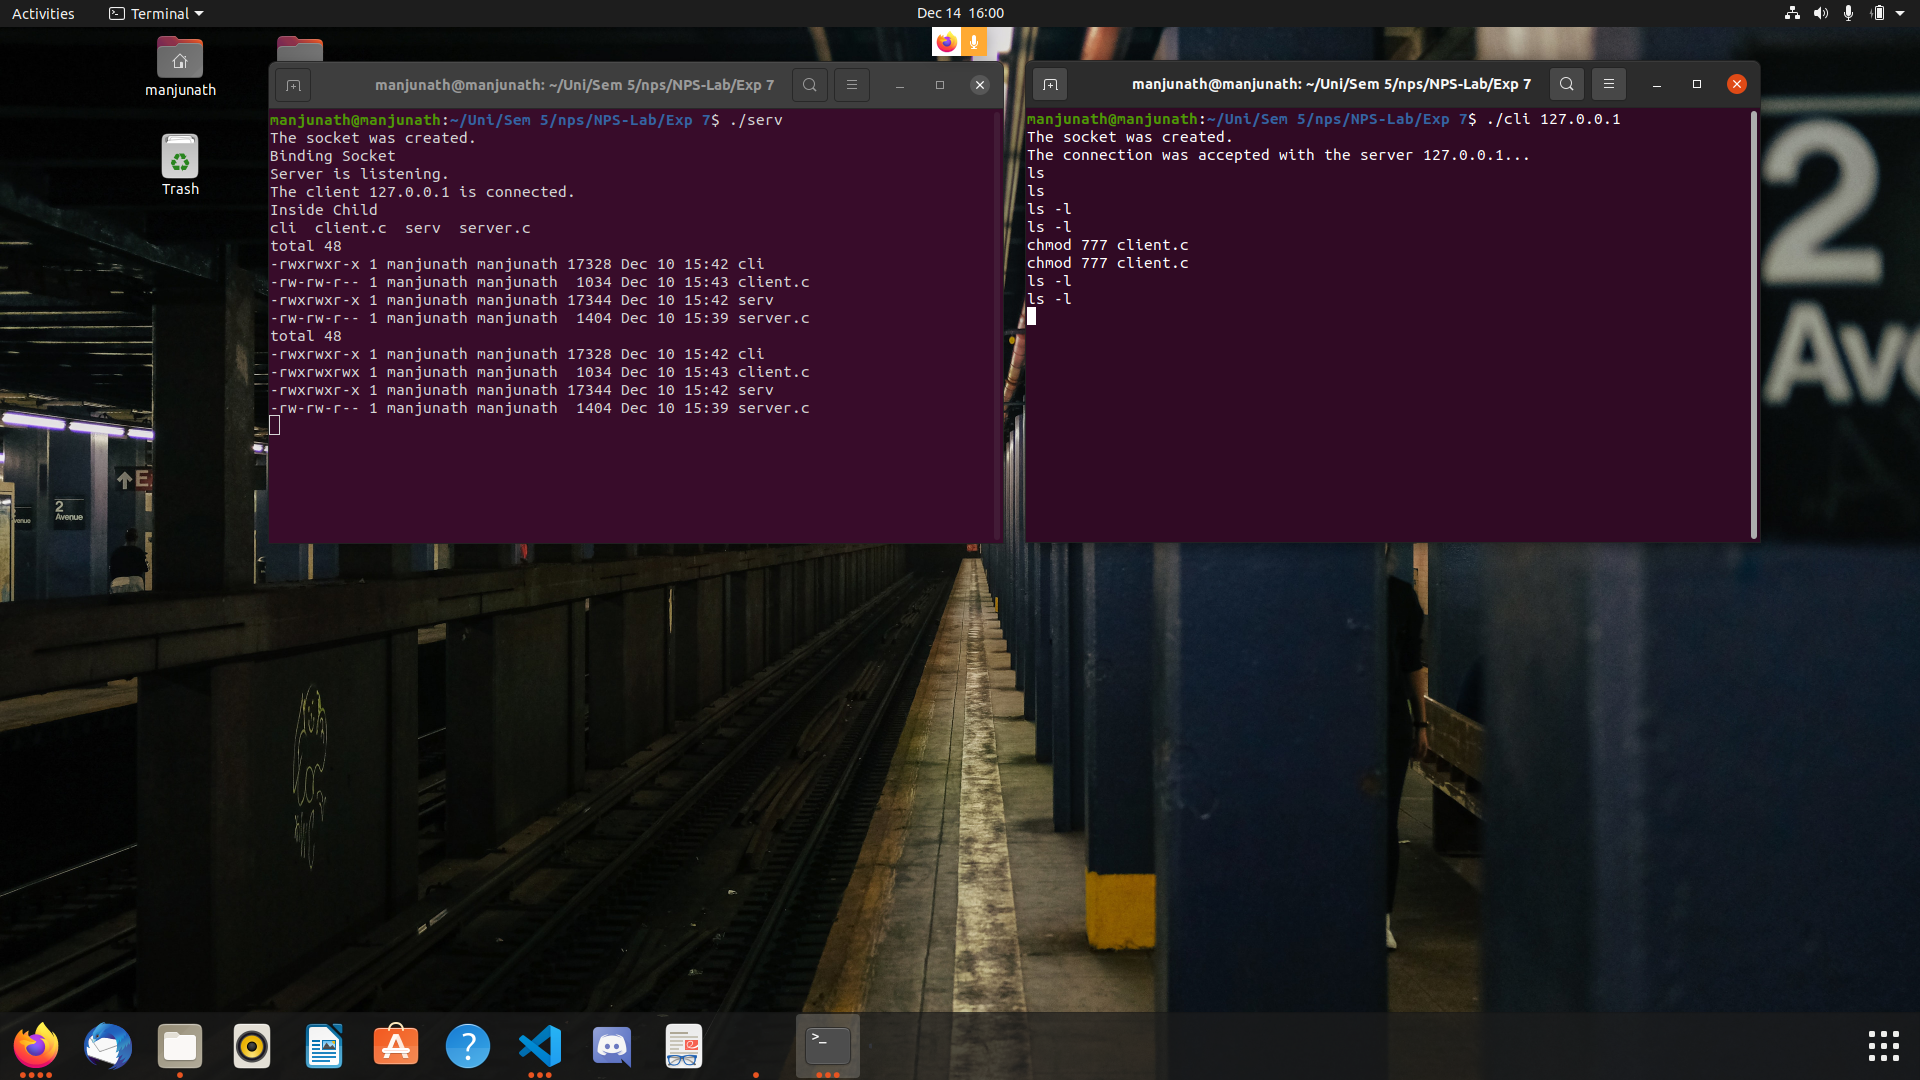 Activities
Terminal
Dec 14 16:00
manjunath
Trash
manjunath@manjunath: ~/Uni/Sem 5/nps/NPS-Lab/Exp 7
manjunath@manjunath:~/Uni/Sem 5/nps/NPS-Lab/Exp 7$ ./serv
The socket was created.
Binding Socket
Server is listening.
The client 127.0.0.1 is connected.
Inside Child
cli  client.c  serv  server.c
total 48
-rwxrwxr-x 1 manjunath manjunath 17328 Dec 10 15:42 cli
-rw-rw-r-- 1 manjunath manjunath  1034 Dec 10 15:43 client.c
-rwxrwxr-x 1 manjunath manjunath 17344 Dec 10 15:42 serv
-rw-rw-r-- 1 manjunath manjunath  1404 Dec 10 15:39 server.c
total 48
-rwxrwxr-x 1 manjunath manjunath 17328 Dec 10 15:42 cli
-rwxrwxrwx 1 manjunath manjunath  1034 Dec 10 15:43 client.c
-rwxrwxr-x 1 manjunath manjunath 17344 Dec 10 15:42 serv
-rw-rw-r-- 1 manjunath manjunath  1404 Dec 10 15:39 server.c
manjunath@manjunath: ~/Uni/Sem 5/nps/NPS-Lab/Exp 7
manjunath@manjunath:~/Uni/Sem 5/nps/NPS-Lab/Exp 7$ ./cli 127.0.0.1
The socket was created.
The connection was accepted with the server 127.0.0.1...
ls
ls
ls -l
ls -l
chmod 777 client.c
chmod 777 client.c
ls -l
ls -l
2
Ave
2
Avenue